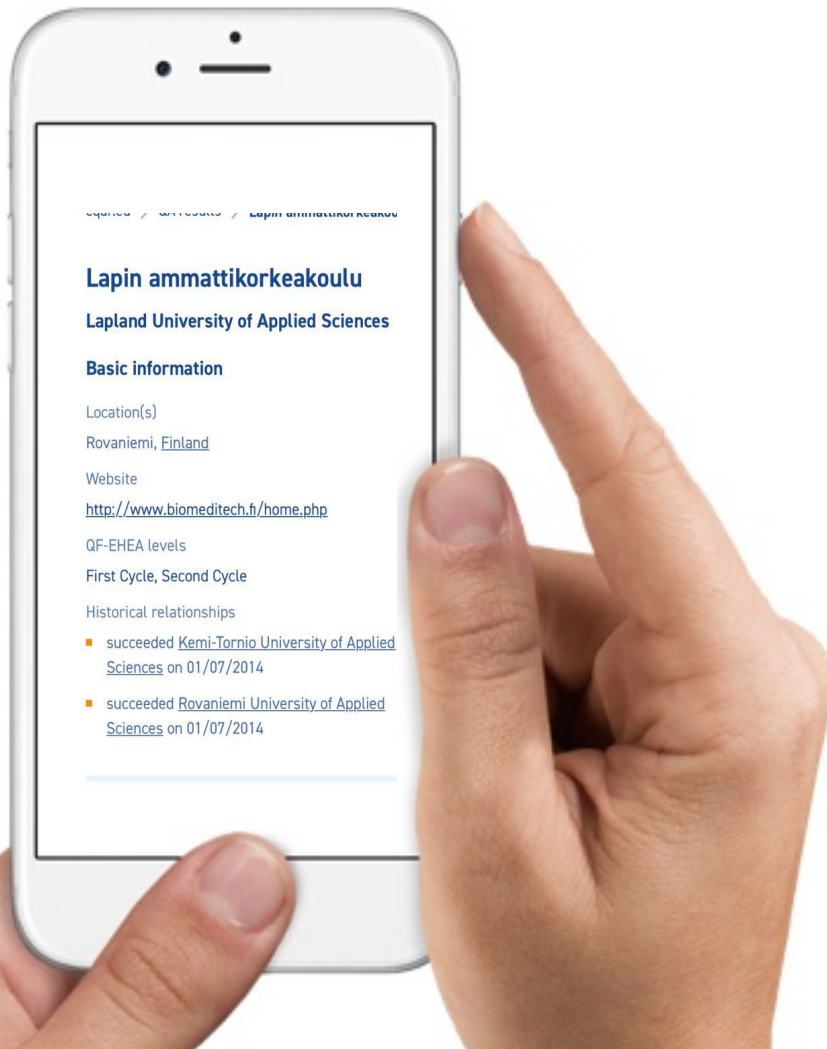 Lapin ammattikorkeakoulu
Lapland University of Applied Sciences
Basic information
Location(s)
Rovaniemi, Finland
Website
http://www.biomeditech.fi/home.php
QF-EHEA levels
First Cycle, Second Cycle
Historical relationships
succeeded Kemi-Tornio University of Applied
Sciences on 01/07/2014
succeeded Rovaniemi University of Applied
Sciences on 01/07/2014